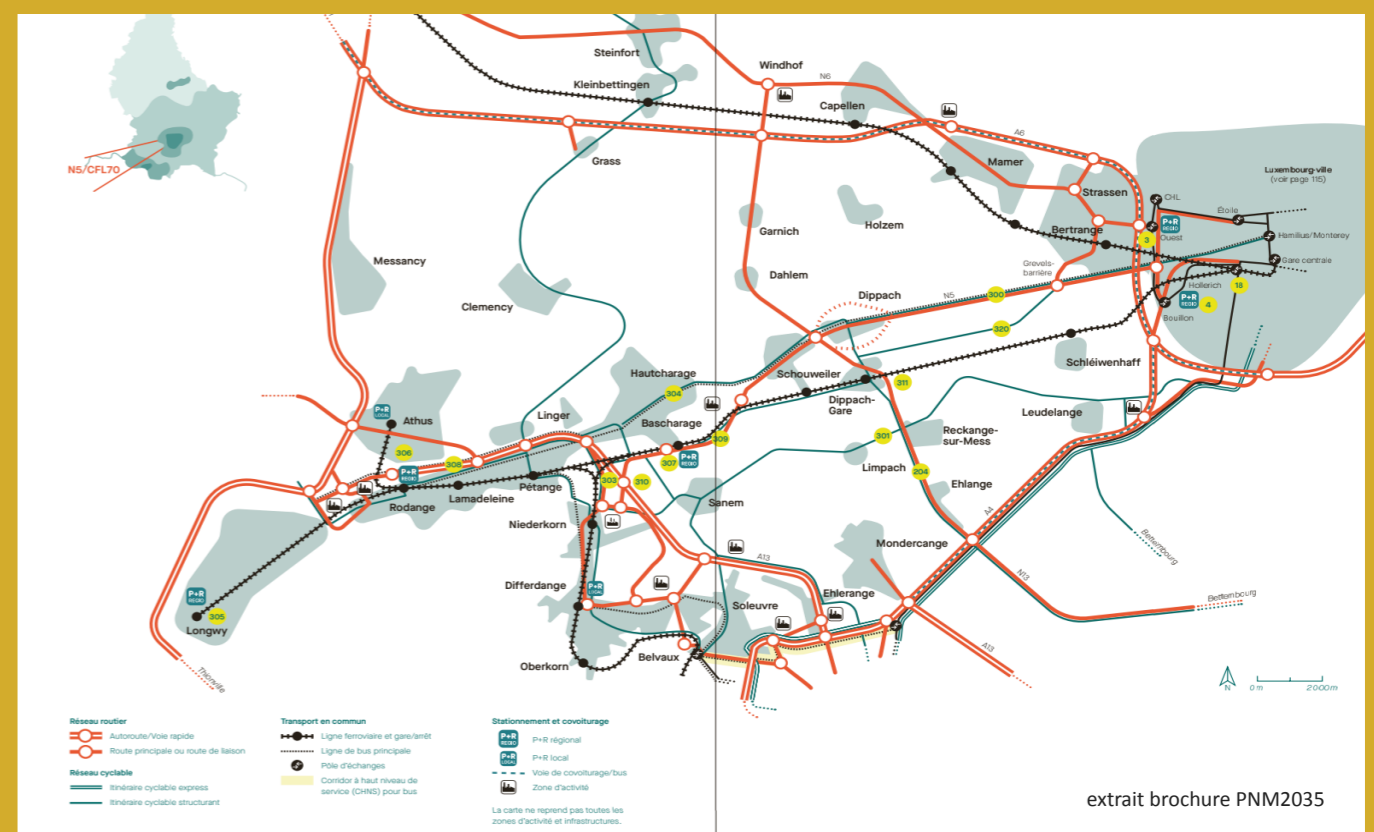 Steinfort
Kleinbettingen
Windhof
N6
Capellen
A6
Grass
Mamer
Luxembourg-ville
(voir page 115)
N5/CFL70
Strassen
CHL
Étoile
P+R
REGIO
Garnich
Holzem
Bertrange
3
Ouest
Hamilius/Monterey
Messancy
Dahlem
Grevels-
barrière
Gare centrale
Clemency
Dippach
N5
300
Hollerich
18
P+R
REGIO
4
Bouillon
320
Schléiwenhaff
Hautcharage
Schouweiler
304
Dippach-
Gare
311
P+R
LOCAL
Athus
Linger
Bascharage
Leudelange
309
301
Reckange-
sur-Mess
306
308
307
P+R
REGIO
Limpach
P+R
REGIO
Lamadeleine
Pétange
303
310
204
Ehlange
Rodange
Niederkorn
Sanem
Mondercange
A4
Bettembourg
A13
N13
Differdange
P+R
LOCAL
Soleuvre
Ehlerange
Bettembourg
P+R
REGIO
305
Longwy
Oberkorn
Belvaux
A13
Thionville
N
0 m
2000m
Réseau routier
Autoroute/Voie rapide
Route principale ou route de liaison
Réseau cyclable
Itinéraire cyclable express
Itinéraire cyclable structurant
Transport en commun
Ligne ferroviaire et gare/arrêt
Ligne de bus principale
Pôle d'échanges
Corridor à haut niveau de
service (CHNS) pour bus
Stationnement et covoiturage
P+R
REGIO
P+R régional
P+R
LOCAL
P+R local
Voie de covoiturage/bus
Zone d'activité
La carte ne reprend pas toutes les
zones d'activité et infrastructures.
extrait brochure PNM2035